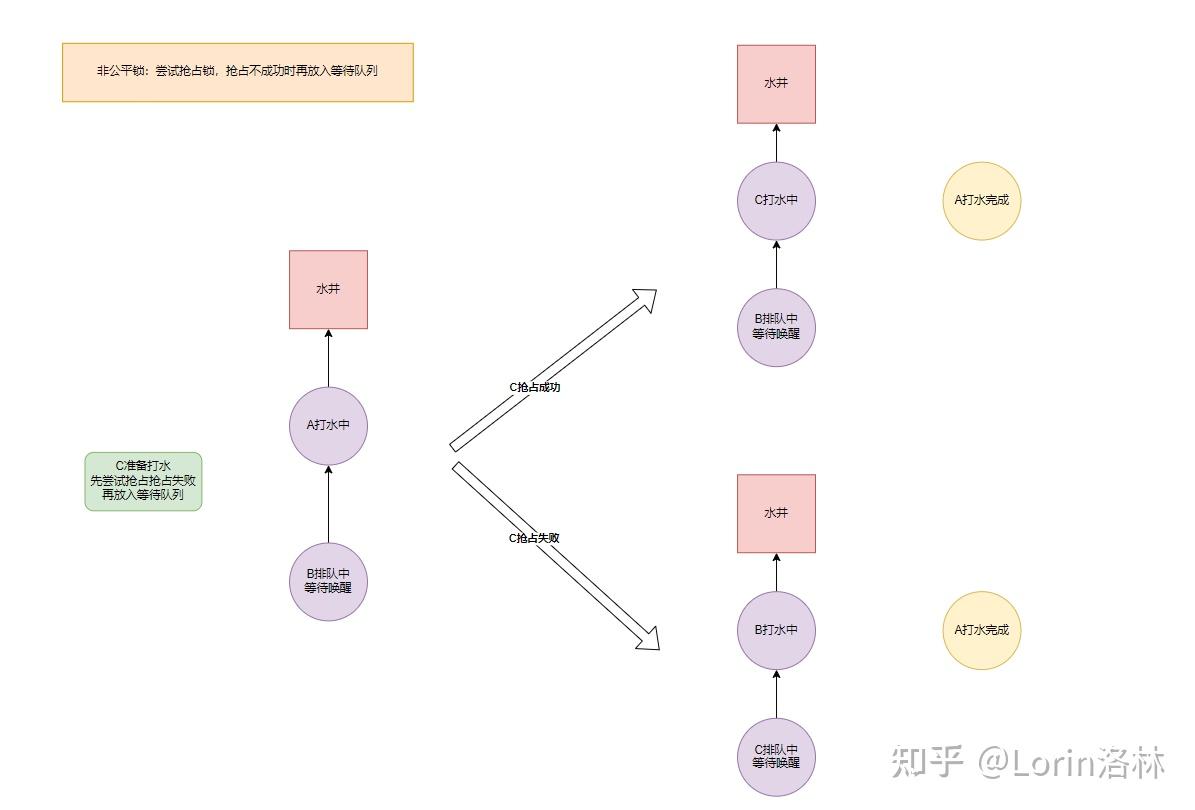 非公平锁：尝试抢占锁，抢占不成功时再放入等待队列
水井
C打水中
A打水完成
B排队中
等待唤醒
水井
A打水中
C准备打水
先尝试抢占抢占失败
再放入等待队列
B排队中
等待唤醒
C抢占成功
C抢占失败
水井
B打水中
A打水完成
C排队中
等待唤醒
知乎 @Lorin洛林